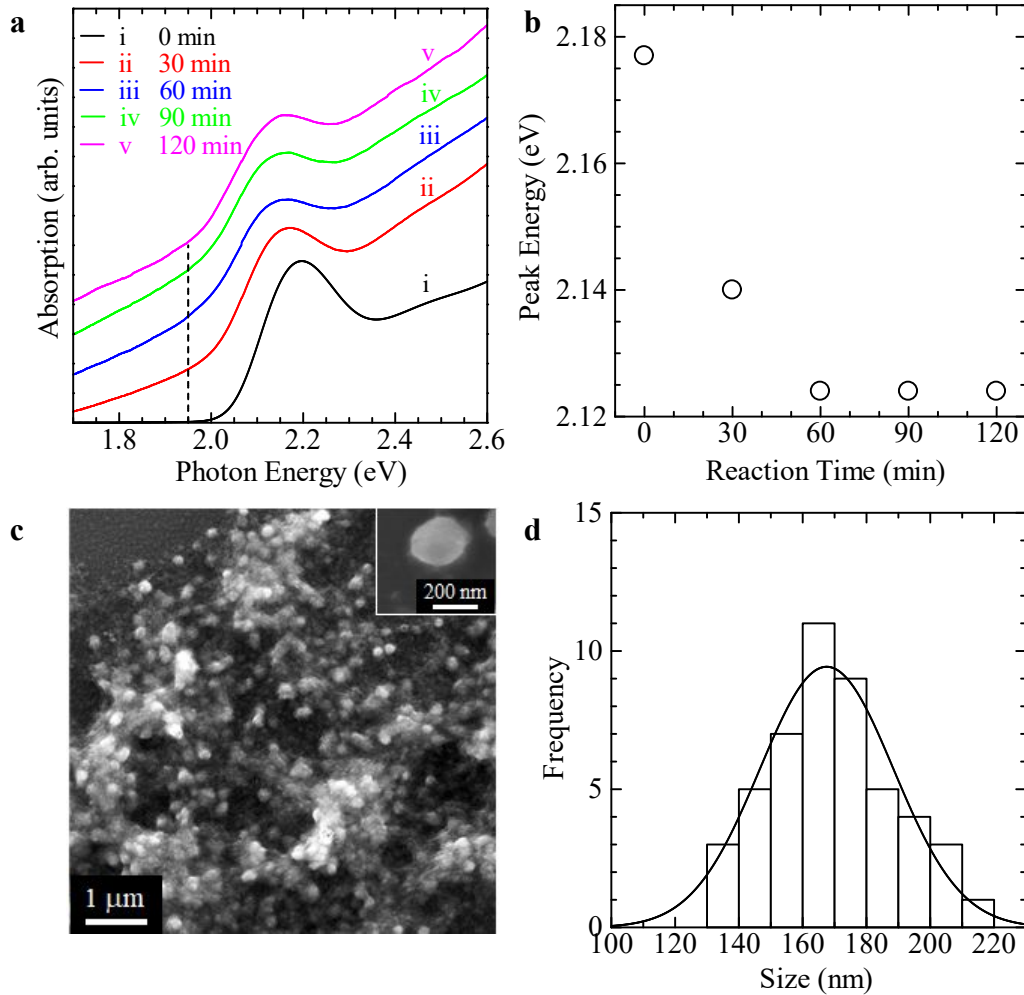 a
i 0 min
ii 30 min
iii 60 min
iv 90 min
v 120 min
v
iv
iii
ii
i
Absorption (arb. units)
1.8 2.0 2.2 2.4 2.6
Photon Energy (eV)
b
2.18
2.16
2.14
2.12
Peak Energy (eV)
0 30 60 90 120
Reaction Time (min)
c
200 nm
1 μm
d
15
10
5
0
Frequency
100 120 140 160 180 200 220
Size (nm)